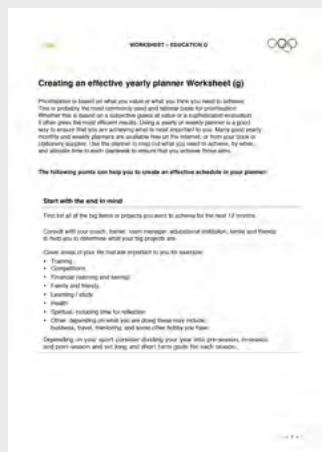 WORKSHEET – EDUCATION G
Creating an effective yearly planner Worksheet (g)
Prioritisation is based on what you value or what you think you need to achieve.
This is probably the most commonly used and rational basis for prioritisation.
Whether this is based on a subjective guess at value or a sophisticated evaluation,
it often gives the most efficient results. Using a yearly or weekly planner is a good
way to ensure that you are achieving what is most important to you. Many good yearly,
monthly and weekly planners are available free on the internet, or from your book or
stationary supplies. Use the planner to map out what you need to achieve, by when,
and allocate time to each day/week to ensure that you achieve those aims.
The following points can help you to create an effective schedule in your planner:
Start with the end in mind
First list all of the big items or projects you want to achieve for the next 12 months.
Consult with your coach, trainer, team manager, educational institution, family and friends
to help you to determine what your big projects are.
Cover areas of your life that are important to you for example:
• Training
• Competitions
• Financial (earning and saving)
• Family and friends
• Learning / study
• Health
• Spiritual, including time for reflection
• Other: depending on what you are doing these may include:
business, travel, mentoring, and some other hobby you have.
Depending on your sport consider dividing your year into pre-season, in-season
and post-season and set long and short term goals for each season.